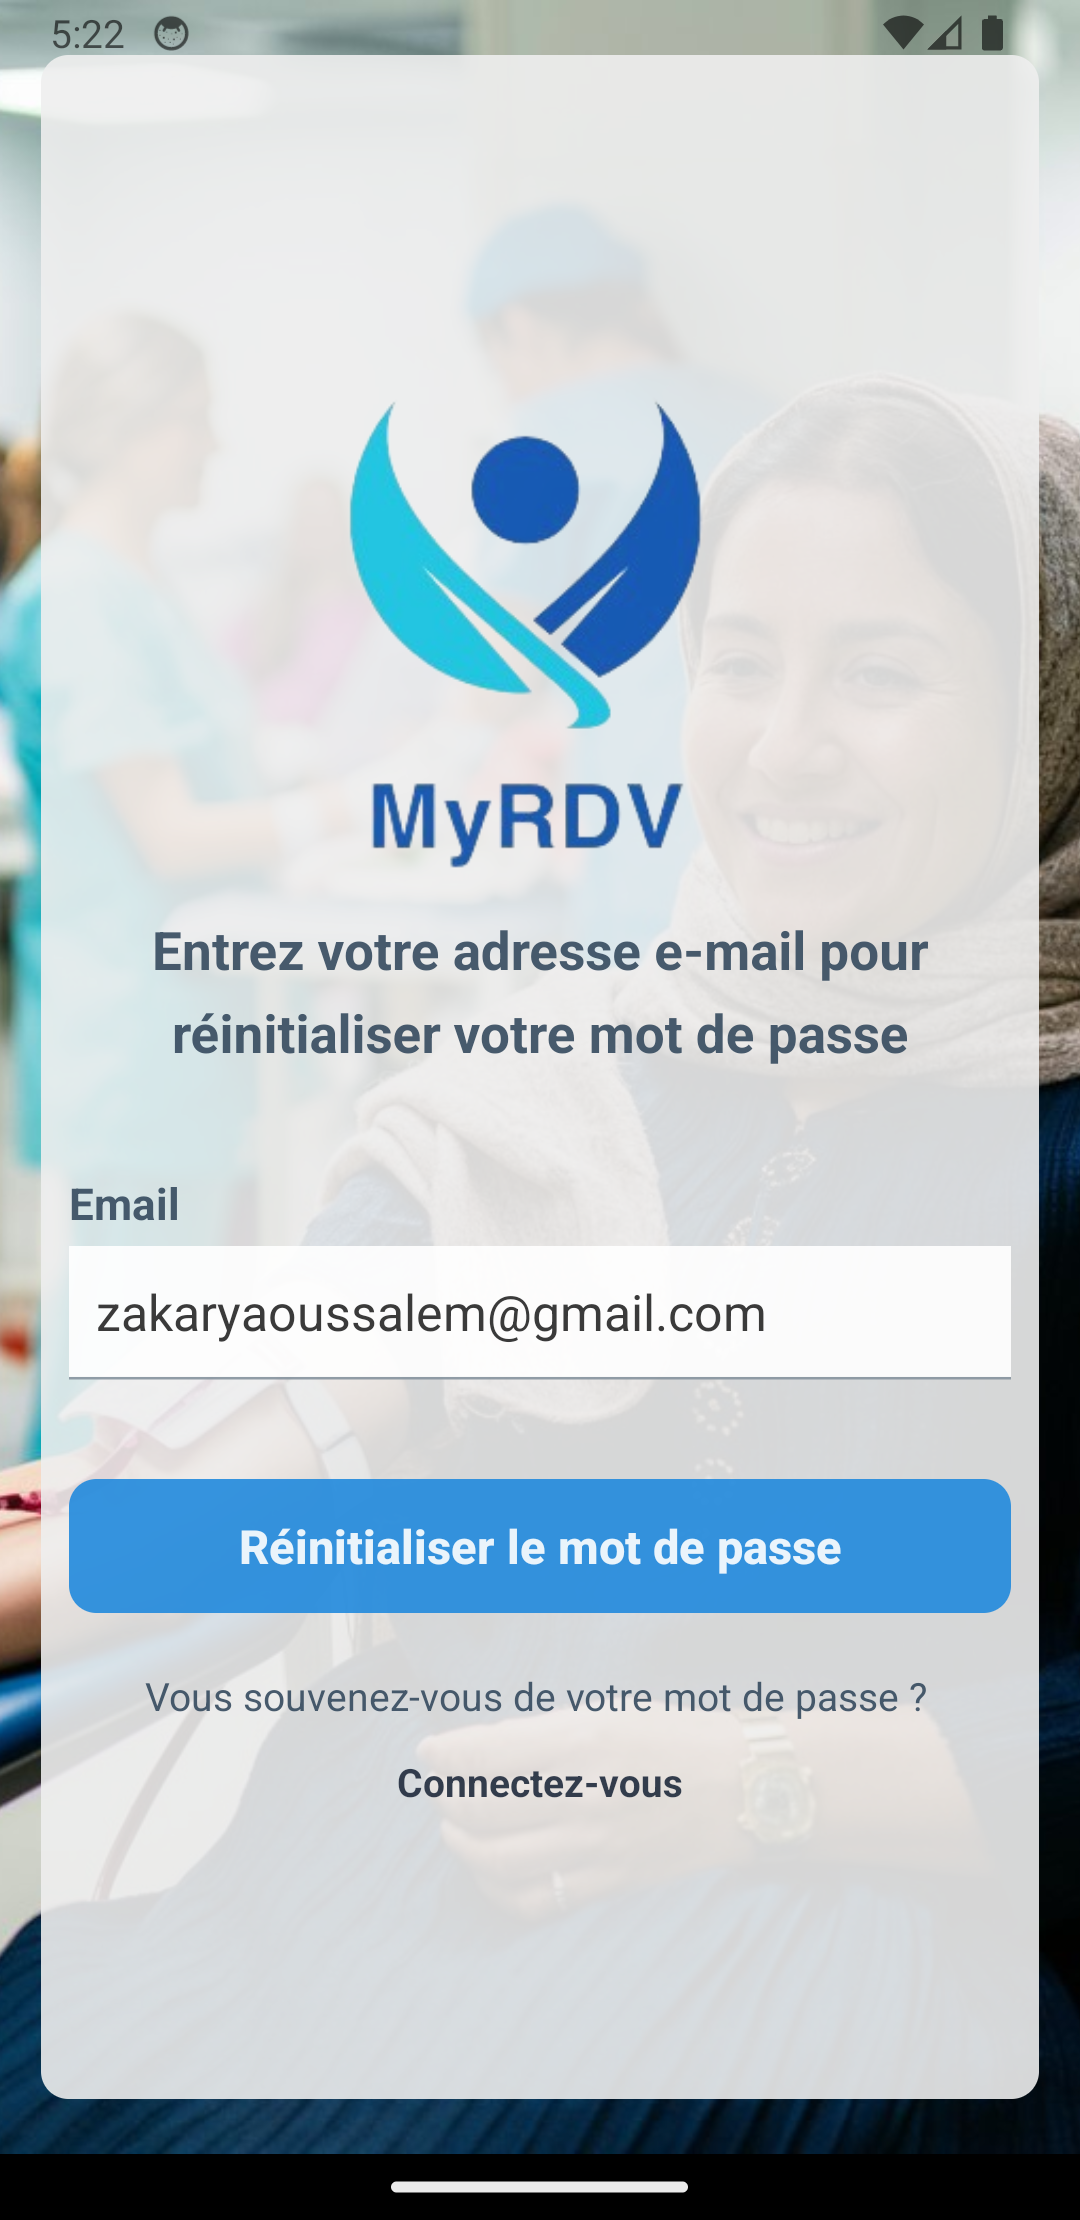 5:22
MyRDV
Entrez votre adresse e-mail pour
réinitialiser votre mot de passe
Email
zakaryaoussalem@gmail.com
Réinitialiser le mot de passe
Vous souvenez-vous de votre mot de passe ?
Connectez-vous